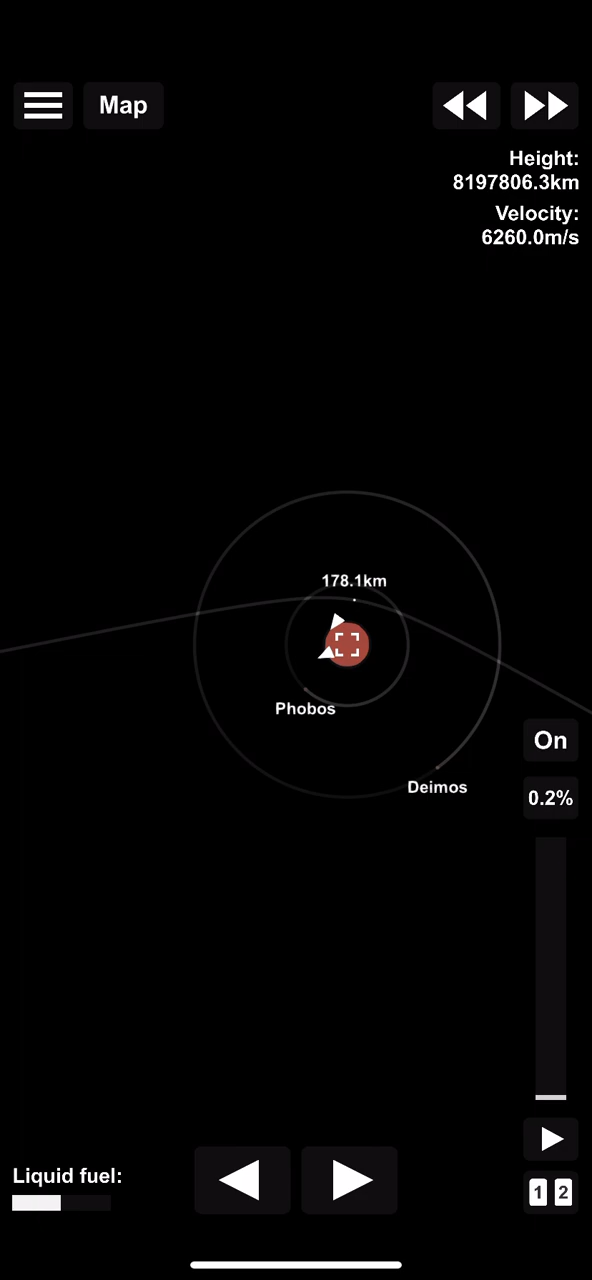 Map
Height:
8197806.3km
Velocity:
6260.0m/s
178.1km
Phobos
Deimos
On
0.2%
Liquid fuel:
1 2